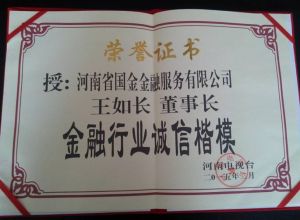 荣誉证书
授：河南省国金金融服务有限公司
王如长 董事长
金融行业诚信楷模
河南电视台
二〇一五年三月